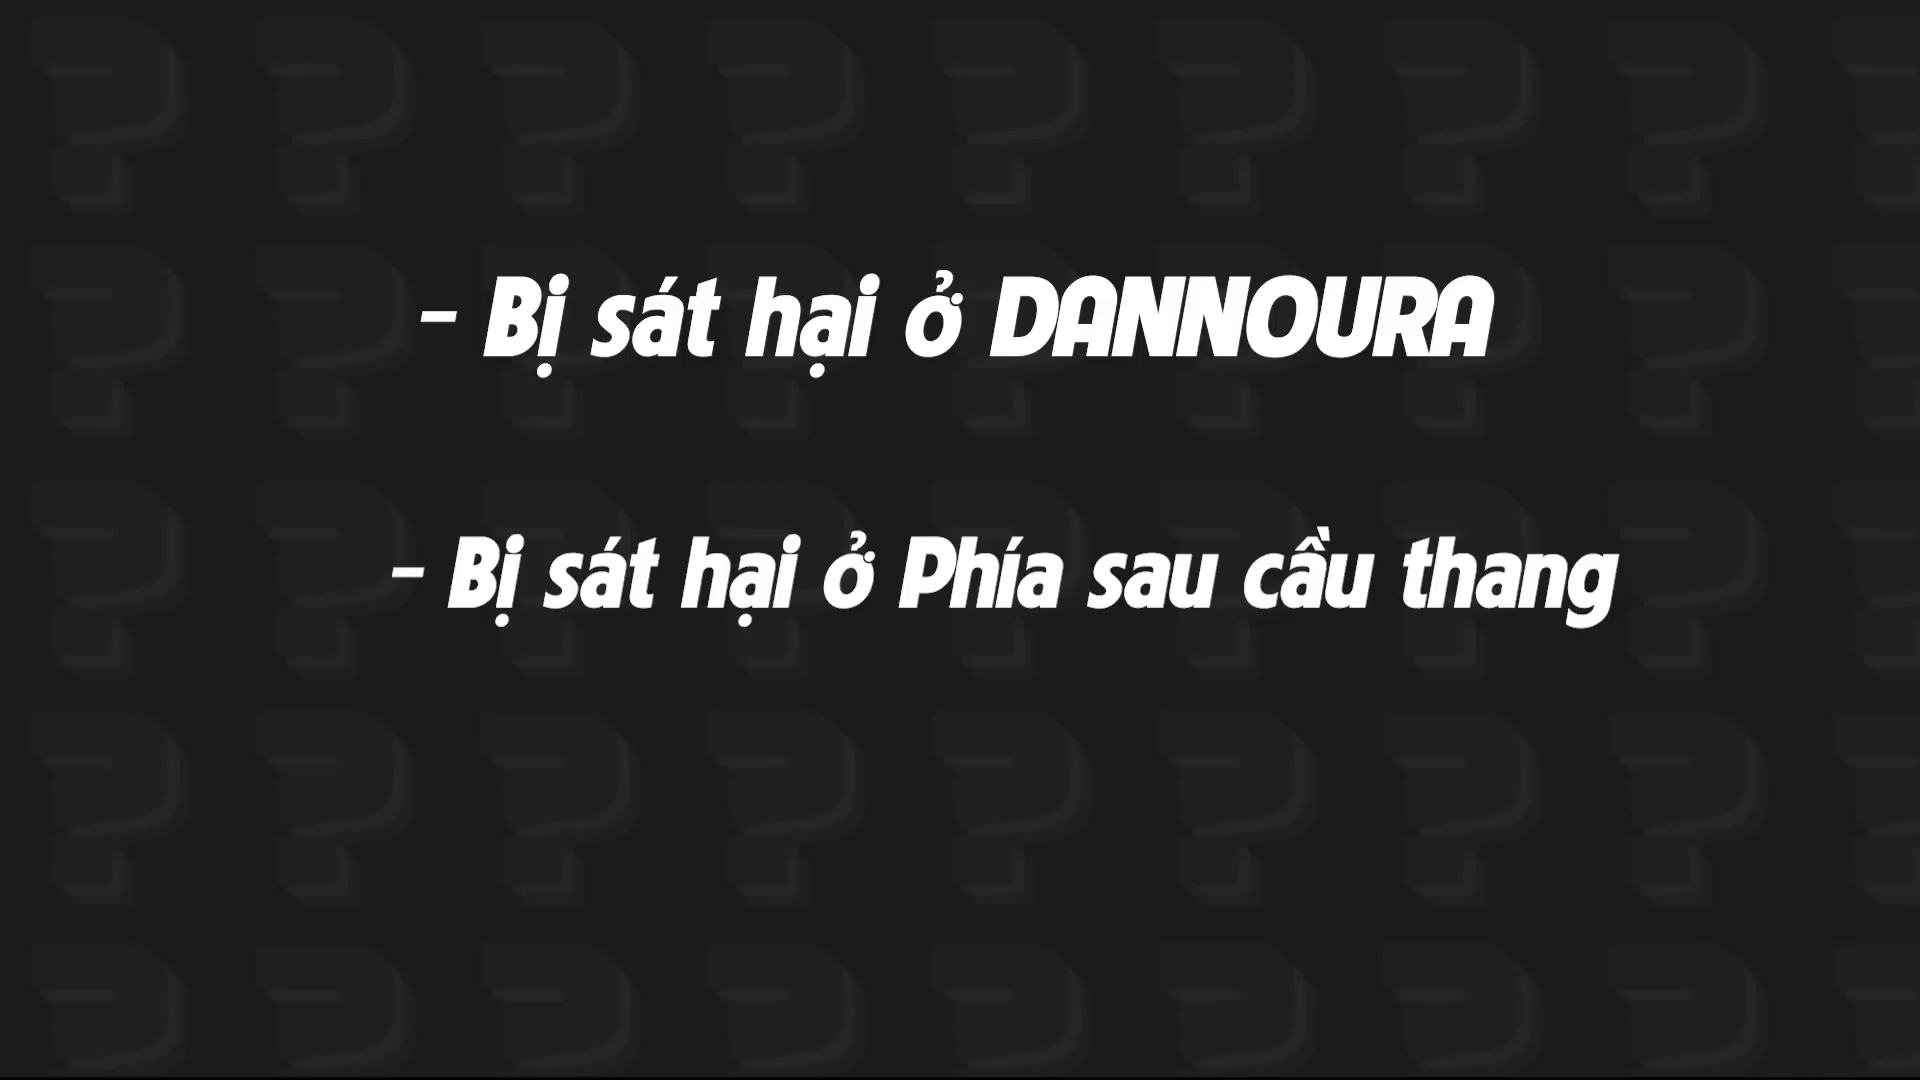 - Bị sát hại ở DANNOURA
- Bị sát hại ở Phía sau cầu thang